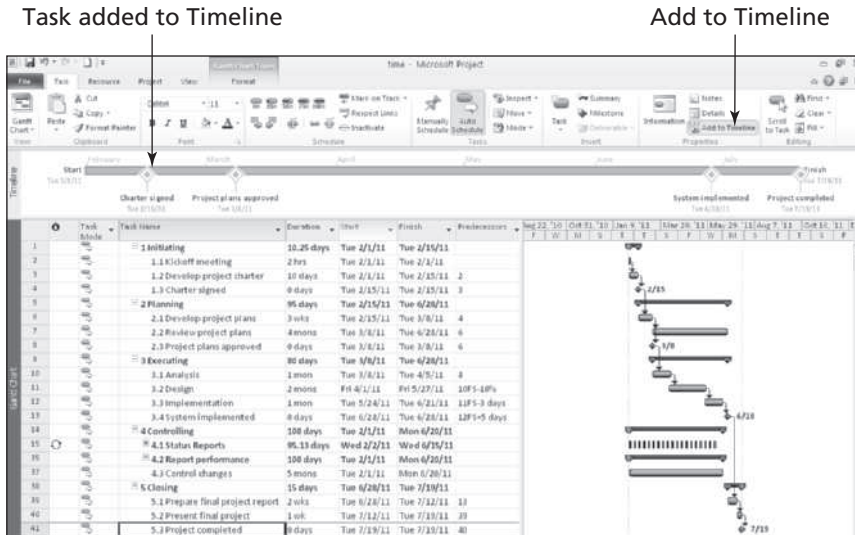 Task added to Timeline
Add to Timeline
Gantt Chart Tools
time - Microsoft Project
File Task Resource Project View Format
Cut
Copy
Format Painter
Paste
Gantt Chart
Calibri 11
B I U A
Mark on Track
Respect Links
Inactivate
Manually Schedule
Auto Schedule
Inspect
Move
Mode
Task
Summary
Milestone
Deliverable
Information
Notes
Details
Add to Timeline
Scroll to Task
Find
Clear
Fill
View Clipboard Font Schedule Tasks Insert Properties Editing
Timeline
February March April May June July
Start
Finish
Charter signed
Project plans approved
System implemented
Project completed
Task Mode Task Name Duration Start Finish Predecessors
Aug 22, '10 Oct 31, '10 Jan 9, '11 Mar 20, '11 May 29, '11 Aug 7, '11 Oct 16, '11
1 1 Initiating 10.25 days Tue 2/1/11 Tue 2/15/11
2 1.1 Kickoff meeting 2 hrs Tue 2/1/11 Tue 2/1/11
3 1.2 Develop project charter 10 days Tue 2/1/11 Tue 2/15/11 2
4 1.3 Charter signed 0 days Tue 2/15/11 Tue 2/15/11 3
5 2 Planning 95 days Tue 2/15/11 Tue 6/28/11
6 2.1 Develop project plans 3 wks Tue 2/15/11 Tue 3/8/11 4
7 2.2 Review project plans 4 mons Tue 3/8/11 Tue 6/28/11 6
8 2.3 Project plans approved 0 days Tue 3/8/11 Tue 3/8/11 6
9 3 Executing 80 days Tue 3/8/11 Tue 6/28/11
10 3.1 Analysis 1 mon Tue 3/8/11 Tue 4/5/11 8
11 3.2 Design 2 mons Fri 4/1/11 Fri 5/27/11 10FS-10%
12 3.3 Implementation 1 mon Tue 5/24/11 Tue 6/21/11 11FS-3 days
13 3.4 System implemented 0 days Tue 6/28/11 Tue 6/28/11 12FS+5 days
14 4 Controlling 100 days Tue 2/1/11 Mon 6/20/11
15 4.1 Status Reports 95.13 days Wed 2/2/11 Wed 6/15/11
4.2 Report performance 100 days Tue 2/1/11 Mon 6/20/11
37 4.3 Control changes 5 mons Tue 2/1/11 Mon 6/20/11
38 5 Closing 15 days Tue 6/28/11 Tue 7/19/11
39 5.1 Prepare final project report 2 wks Tue 6/28/11 Tue 7/12/11 13
40 5.2 Present final project 1 wk Tue 7/12/11 Tue 7/19/11 39
41 5.3 Project completed 0 days Tue 7/19/11 Tue 7/19/11 40
2/15
3/8
6/28
7/19
Gantt Chart